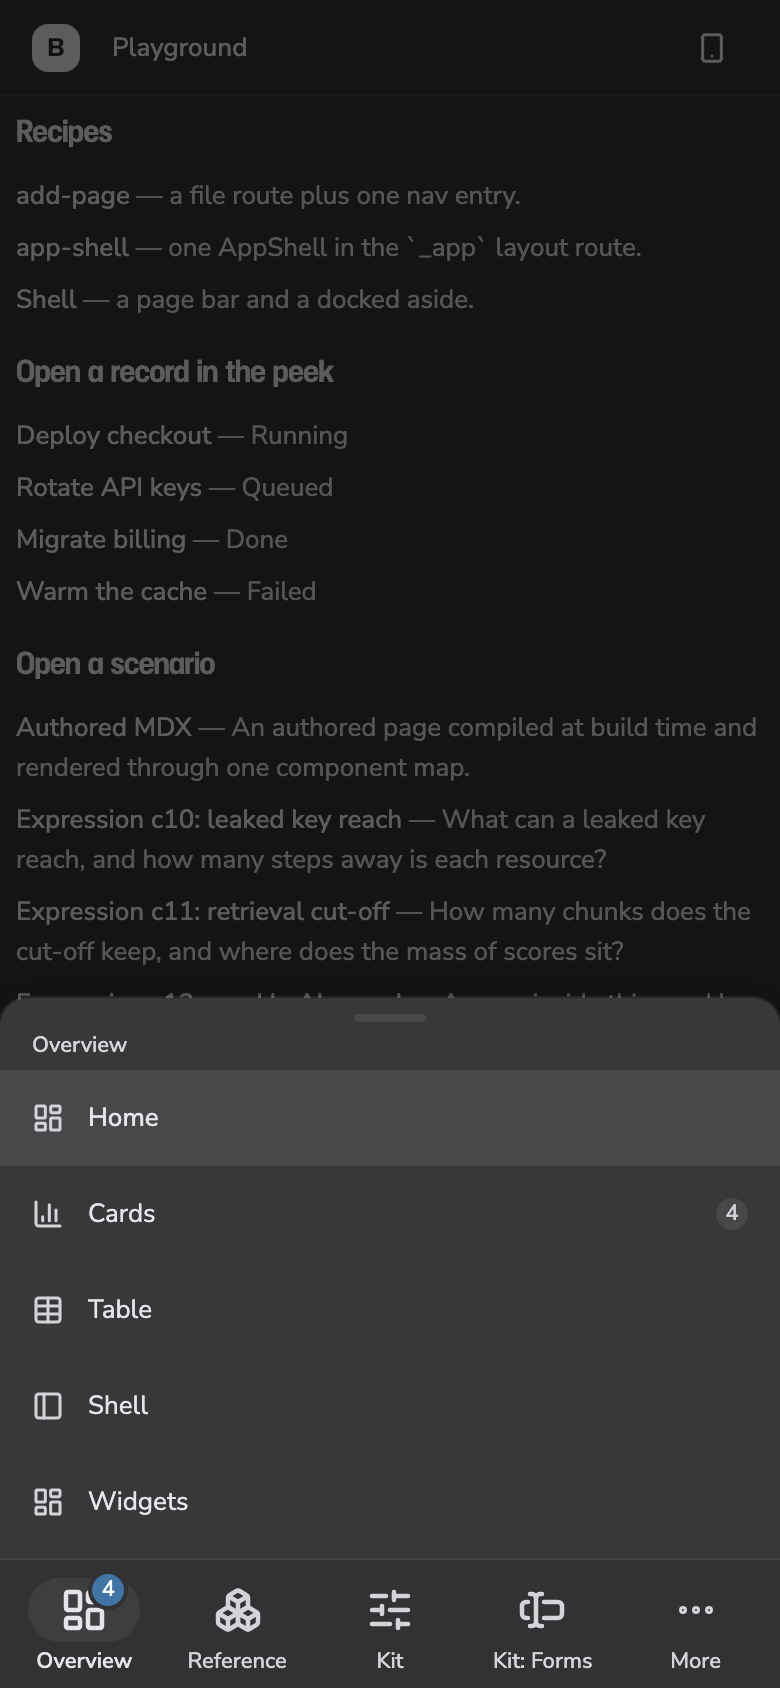 B Playground
Recipes
add-page — a file route plus one nav entry.
app-shell — one AppShell in the `_app` layout route.
Shell — a page bar and a docked aside.
Open a record in the peek
Deploy checkout — Running
Rotate API keys — Queued
Migrate billing — Done
Warm the cache — Failed
Open a scenario
Authored MDX — An authored page compiled at build time and
rendered through one component map.
Expression c10: leaked key reach — What can a leaked key
reach, and how many steps away is each resource?
Expression c11: retrieval cut-off — How many chunks does the
cut-off keep, and where does the mass of scores sit?
Overview
Home
Cards 4
Table
Shell
Widgets
4
Overview Reference Kit Kit: Forms More